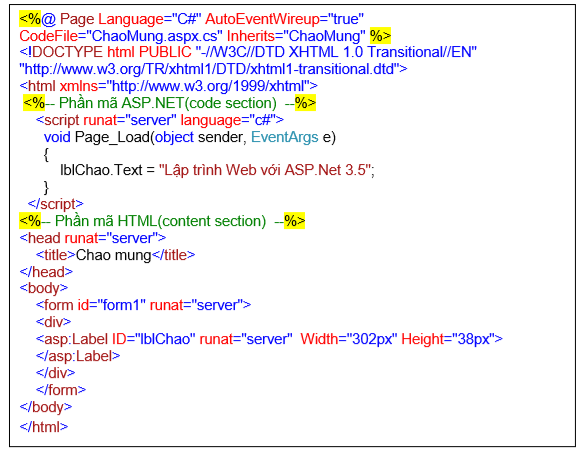 <%@ Page Language="C#" AutoEventWireup="true"
CodeFile="ChaoMung.aspx.cs" Inherits="ChaoMung" %>
<!DOCTYPE html PUBLIC "-//W3C//DTD XHTML 1.0 Transitional//EN"
"http://www.w3.org/TR/xhtml1/DTD/xhtml1-transitional.dtd">
<html xmlns="http://www.w3.org/1999/xhtml">
<%-- Phần mã ASP.NET(code section) --%>
<script runat="server" language="c#">
void Page_Load(object sender, EventArgs e)
{
lblChao.Text = "Lập trình Web với ASP.Net 3.5";
}
</script>
<%-- Phần mã HTML(content section) --%>
<head runat="server">
<title>Chao mung</title>
</head>
<body>
<form id="form1" runat="server">
<div>
<asp:Label ID="lblChao" runat="server" Width="302px" Height="38px">
</asp:Label>
</div>
</form>
</body>
</html>